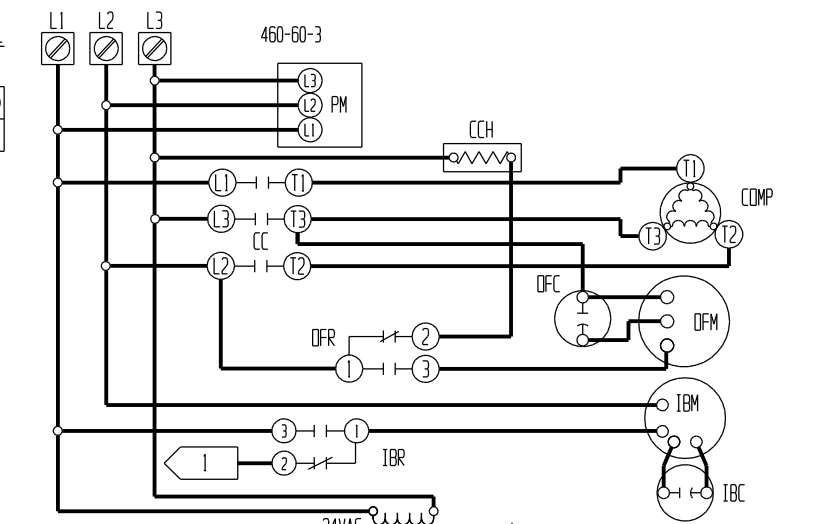 L1 L2 L3
460-60-3
L3
L2 PM
L1
CCH
L1 T1 T1
COMP
L3 T3 T3 T2
CC
L2 T2
OFC
OFM
OFR 2
1 3
IBM
3 1
1 2 IBR
IBC